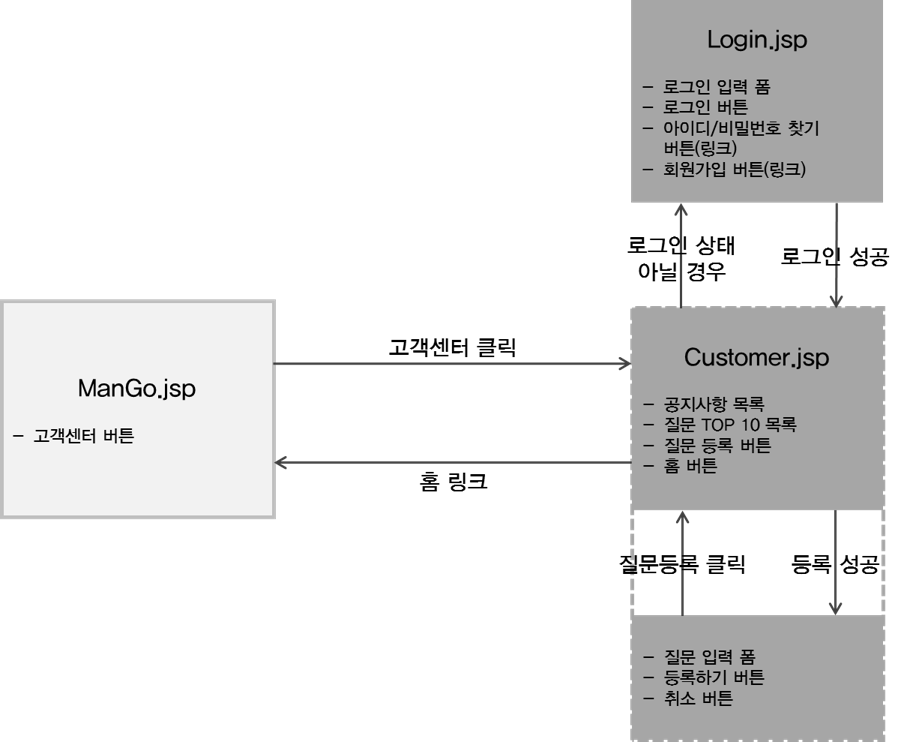 Login.jsp
- 로그인 입력 폼
- 로그인 버튼
- 아이디/비밀번호 찾기
버튼(링크)
- 회원가입 버튼(링크)
로그인 상태
아닐 경우
로그인 성공
고객센터 클릭
ManGo.jsp
- 고객센터 버튼
홈 링크
Customer.jsp
- 공지사항 목록
- 질문 TOP 10 목록
- 질문 등록 버튼
- 홈 버튼
질문등록 클릭
등록 성공
- 질문 입력 폼
- 등록하기 버튼
- 취소 버튼